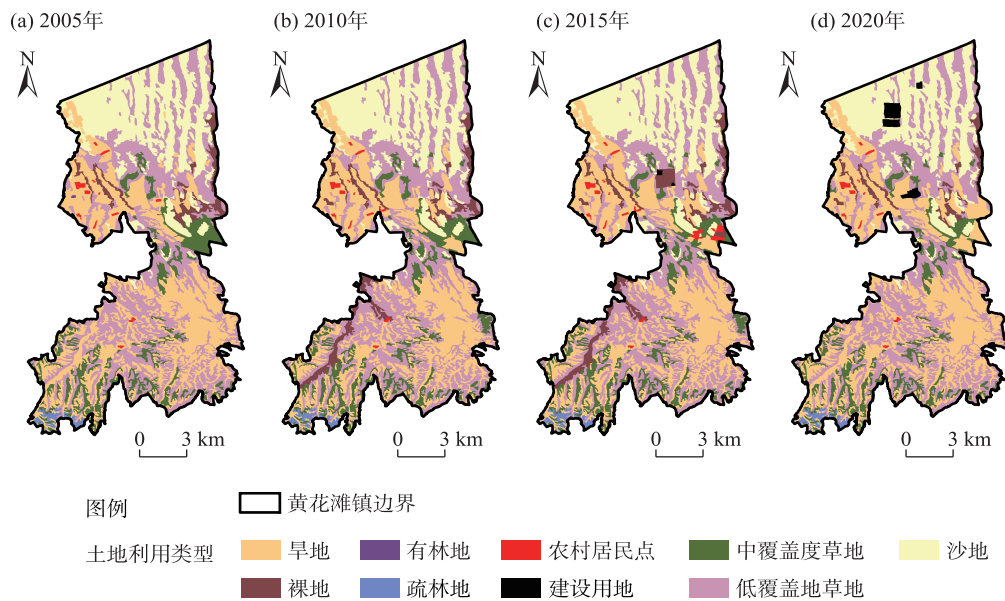 (a) 2005年 (b) 2010年 (c) 2015年 (d) 2020年
N N N N
0 3 km 0 3 km 0 3 km 0 3 km
图例 黄花滩镇边界
土地利用类型 旱地 有林地 农村居民点 中覆盖度草地 沙地
裸地 疏林地 建设用地 低覆盖地草地